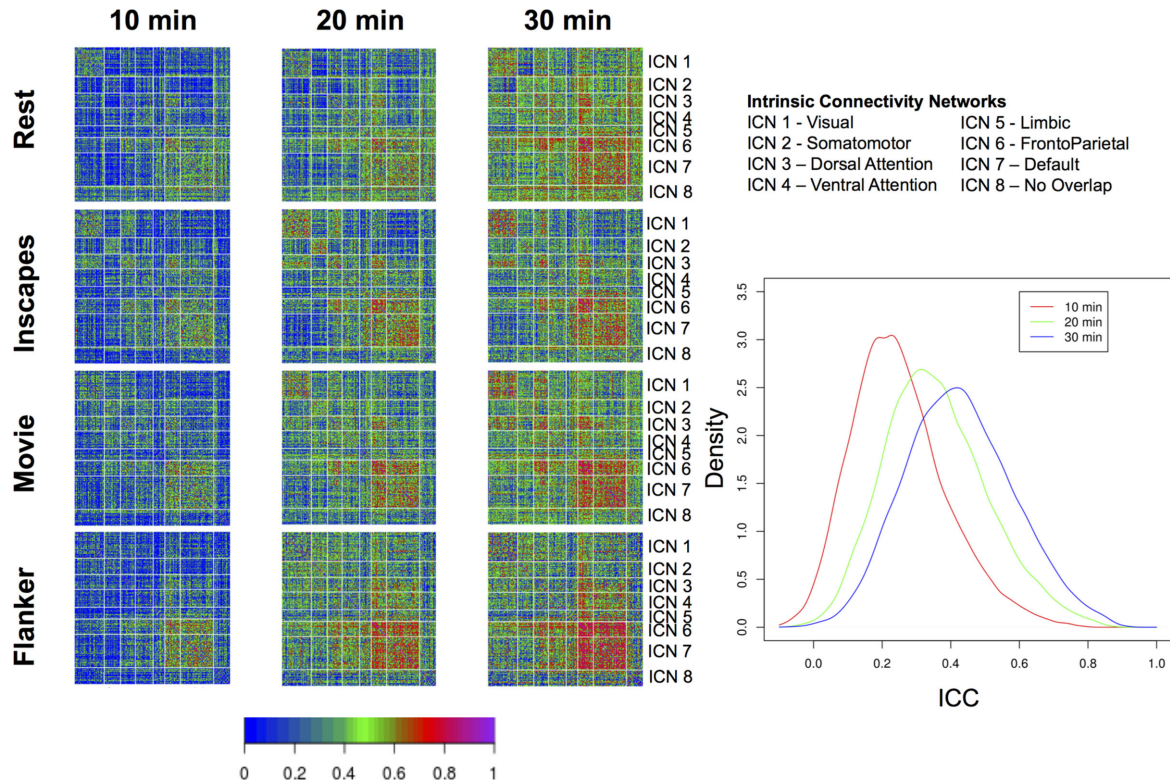 10 min 20 min 30 min
Rest
ICN 1
ICN 2
ICN 3
ICN 4
ICN 5
ICN 6
ICN 7
ICN 8
Inscapes
ICN 1
ICN 2
ICN 3
ICN 4
ICN 5
ICN 6
ICN 7
ICN 8
Movie
ICN 1
ICN 2
ICN 3
ICN 4
ICN 5
ICN 6
ICN 7
ICN 8
Flanker
ICN 1
ICN 2
ICN 3
ICN 4
ICN 5
ICN 6
ICN 7
ICN 8
0 0.2 0.4 0.6 0.8 1
Intrinsic Connectivity Networks
ICN 1 - Visual ICN 5 - Limbic
ICN 2 - Somatomotor ICN 6 - FrontoParietal
ICN 3 – Dorsal Attention ICN 7 - Default
ICN 4 – Ventral Attention ICN 8 – No Overlap
10 min
20 min
30 min
Density
3.5
3.0
2.5
2.0
1.5
1.0
0.5
0.0
0.0 0.2 0.4 0.6 0.8 1.0
ICC